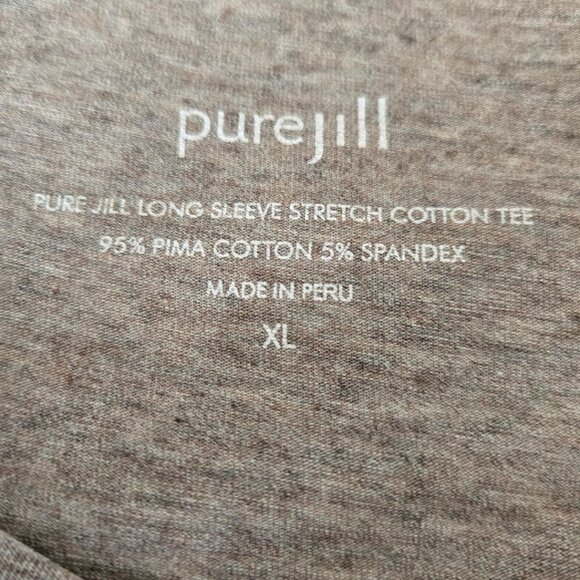 purejill
PURE JILL LONG SLEEVE STRETCH COTTON TEE
95% PIMA COTTON 5% SPANDEX
MADE IN PERU
XL